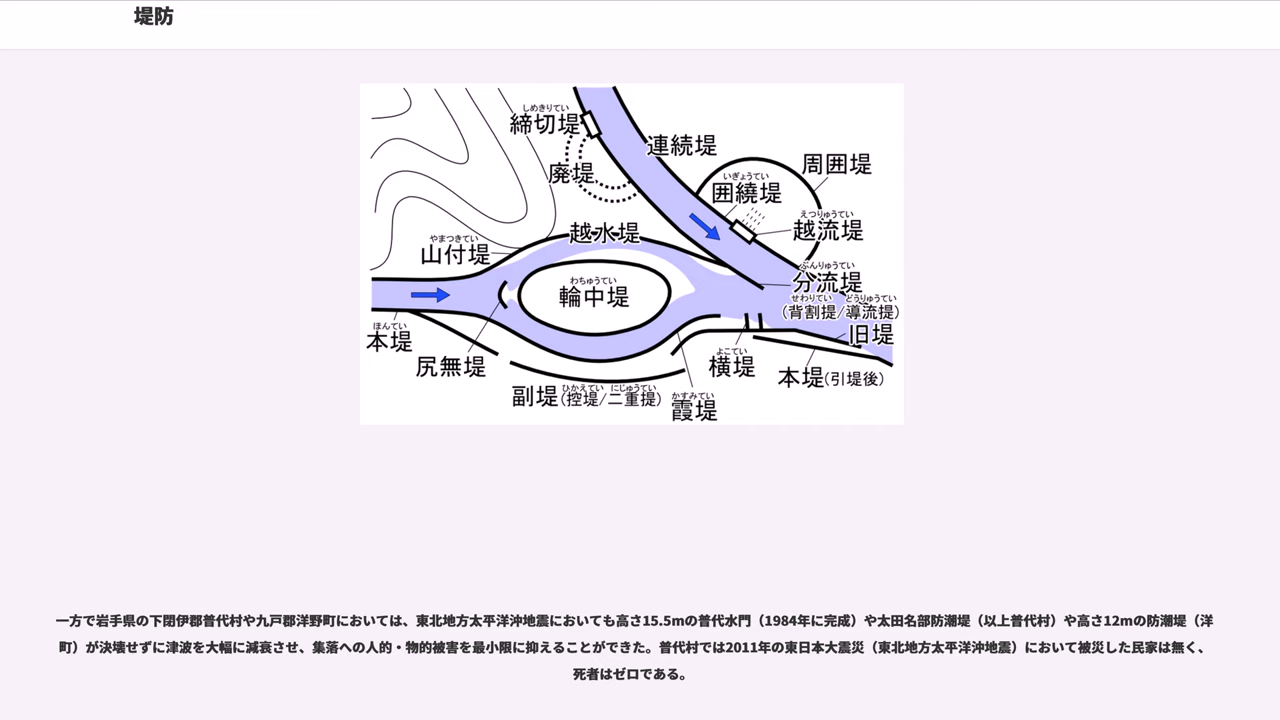 堤防
しめきりてい
締切堤
連続堤
廃堤
周囲堤
いぎょうてい
囲繞堤
えつりゅうてい
越流堤
越水堤
やまつきてい
山付堤
ぶんりゅうてい
分流堤
せわりてい どうりゅうてい
(背割堤/導流堤)
わちゅうてい
輪中堤
旧堤
ほんてい
本堤
尻無堤
よこてい
横堤
本堤(引堤後)
ひかえてい にじゅうてい
副堤(控堤/二重堤)
かすみてい
霞堤
一方で岩手県の下閉伊郡普代村や九戸郡洋野町においては、東北地方太平洋沖地震においても高さ15.5mの普代水門（1984年に完成）や太田名部防潮堤（以上普代村）や高さ12mの防潮堤（洋
町）が決壊せずに津波を大幅に減衰させ、集落への人的・物的被害を最小限に抑えることができた。普代村では2011年の東日本大震災（東北地方太平洋沖地震）において被災した民家は無く、
死者はゼロである。